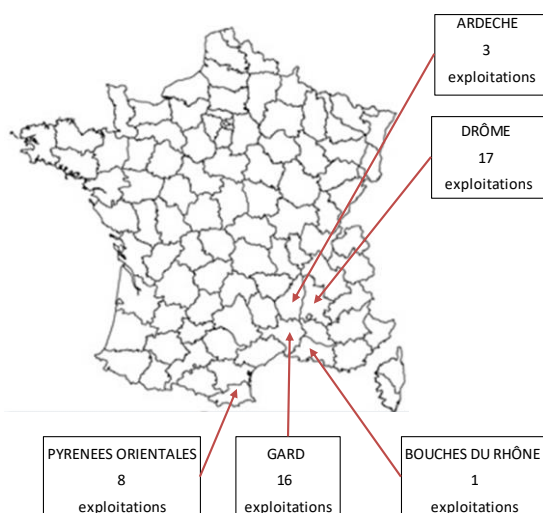 ARDECHE
3
exploitations
DRÔME
17
exploitations
PYRENEES ORIENTALES
8
exploitations
GARD
16
exploitations
BOUCHES DU RHÔNE
1
exploitations